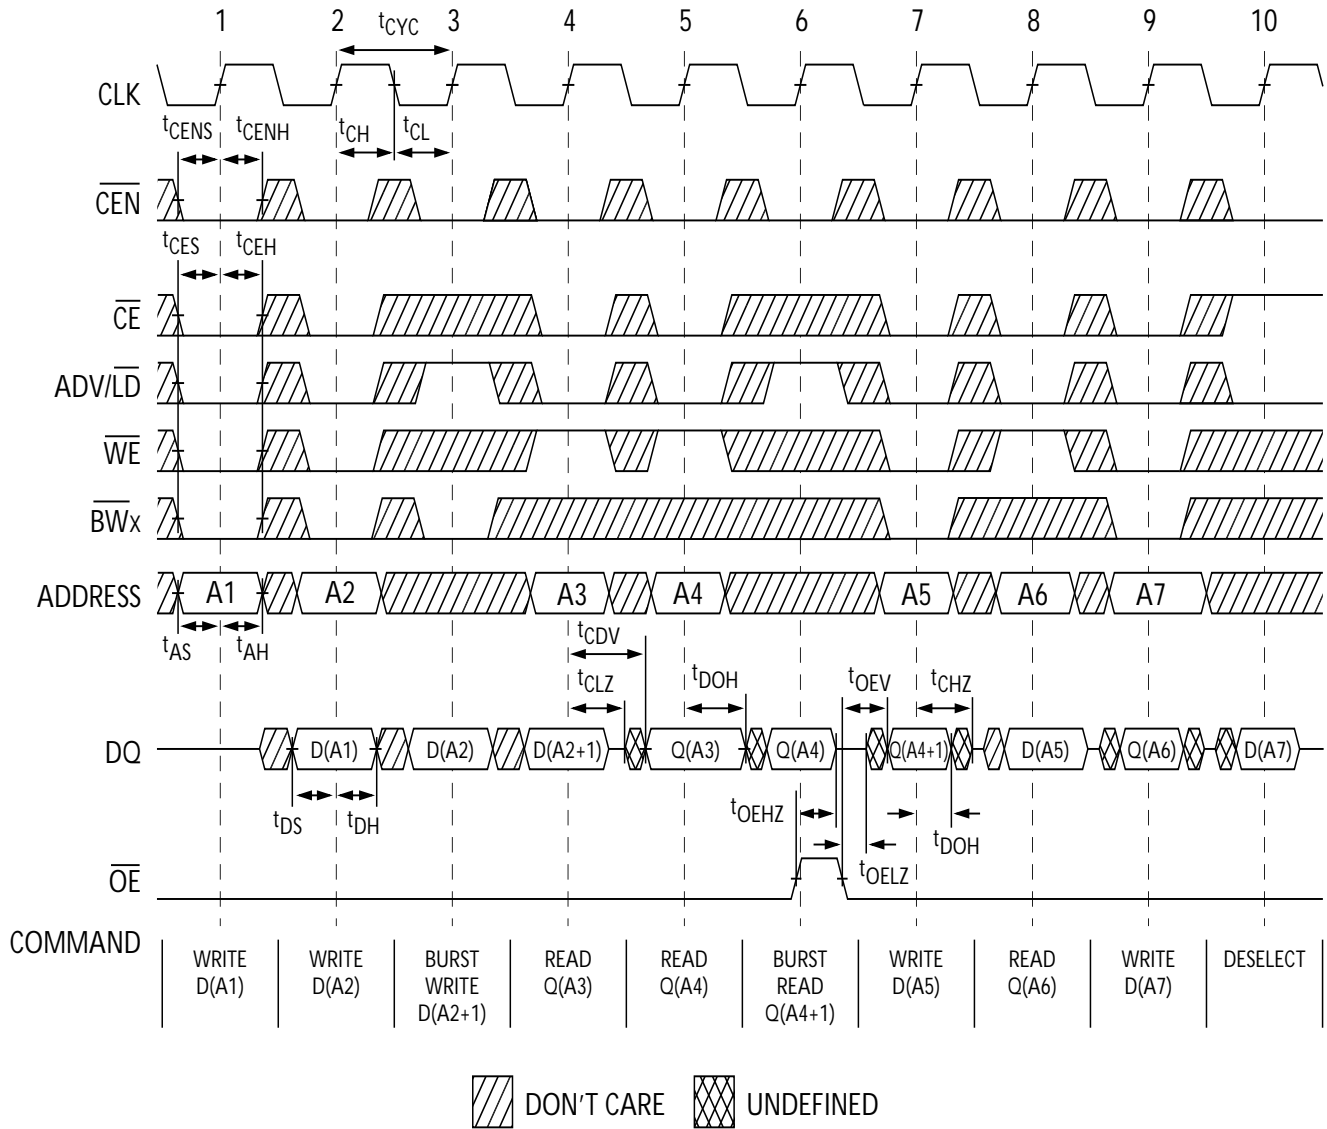 1 2 3 4 5 6 7 8 9 10
tCYC
CLK
tCENS tCENH tCH tCL
CEN
tCES tCEH
CE
ADV/LD
WE
BWx
ADDRESS A1 A2 A3 A4 A5 A6 A7
tAS tAH tCDV
tCLZ tDOH tOEV tCHZ
DQ D(A1) D(A2) D(A2+1) Q(A3) Q(A4) Q(A4+1) D(A5) Q(A6) D(A7)
tDS tDH tOEHZ tDOH
tOELZ
OE
COMMAND
WRITE WRITE BURST READ READ BURST WRITE READ WRITE DESELECT
D(A1) D(A2) WRITE Q(A3) Q(A4) READ D(A5) Q(A6) D(A7)
D(A2+1) Q(A4+1)
DON'T CARE UNDEFINED